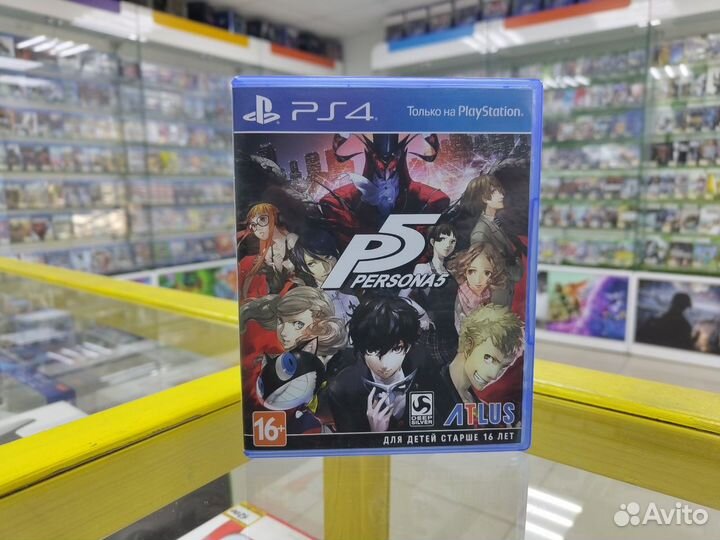 PS4
Только на PlayStation.
P5
PERSONA5
16+
DEEP
SILVER
ATLUS
ДЛЯ ДЕТЕЙ СТАРШЕ 16 ЛЕТ
Avito